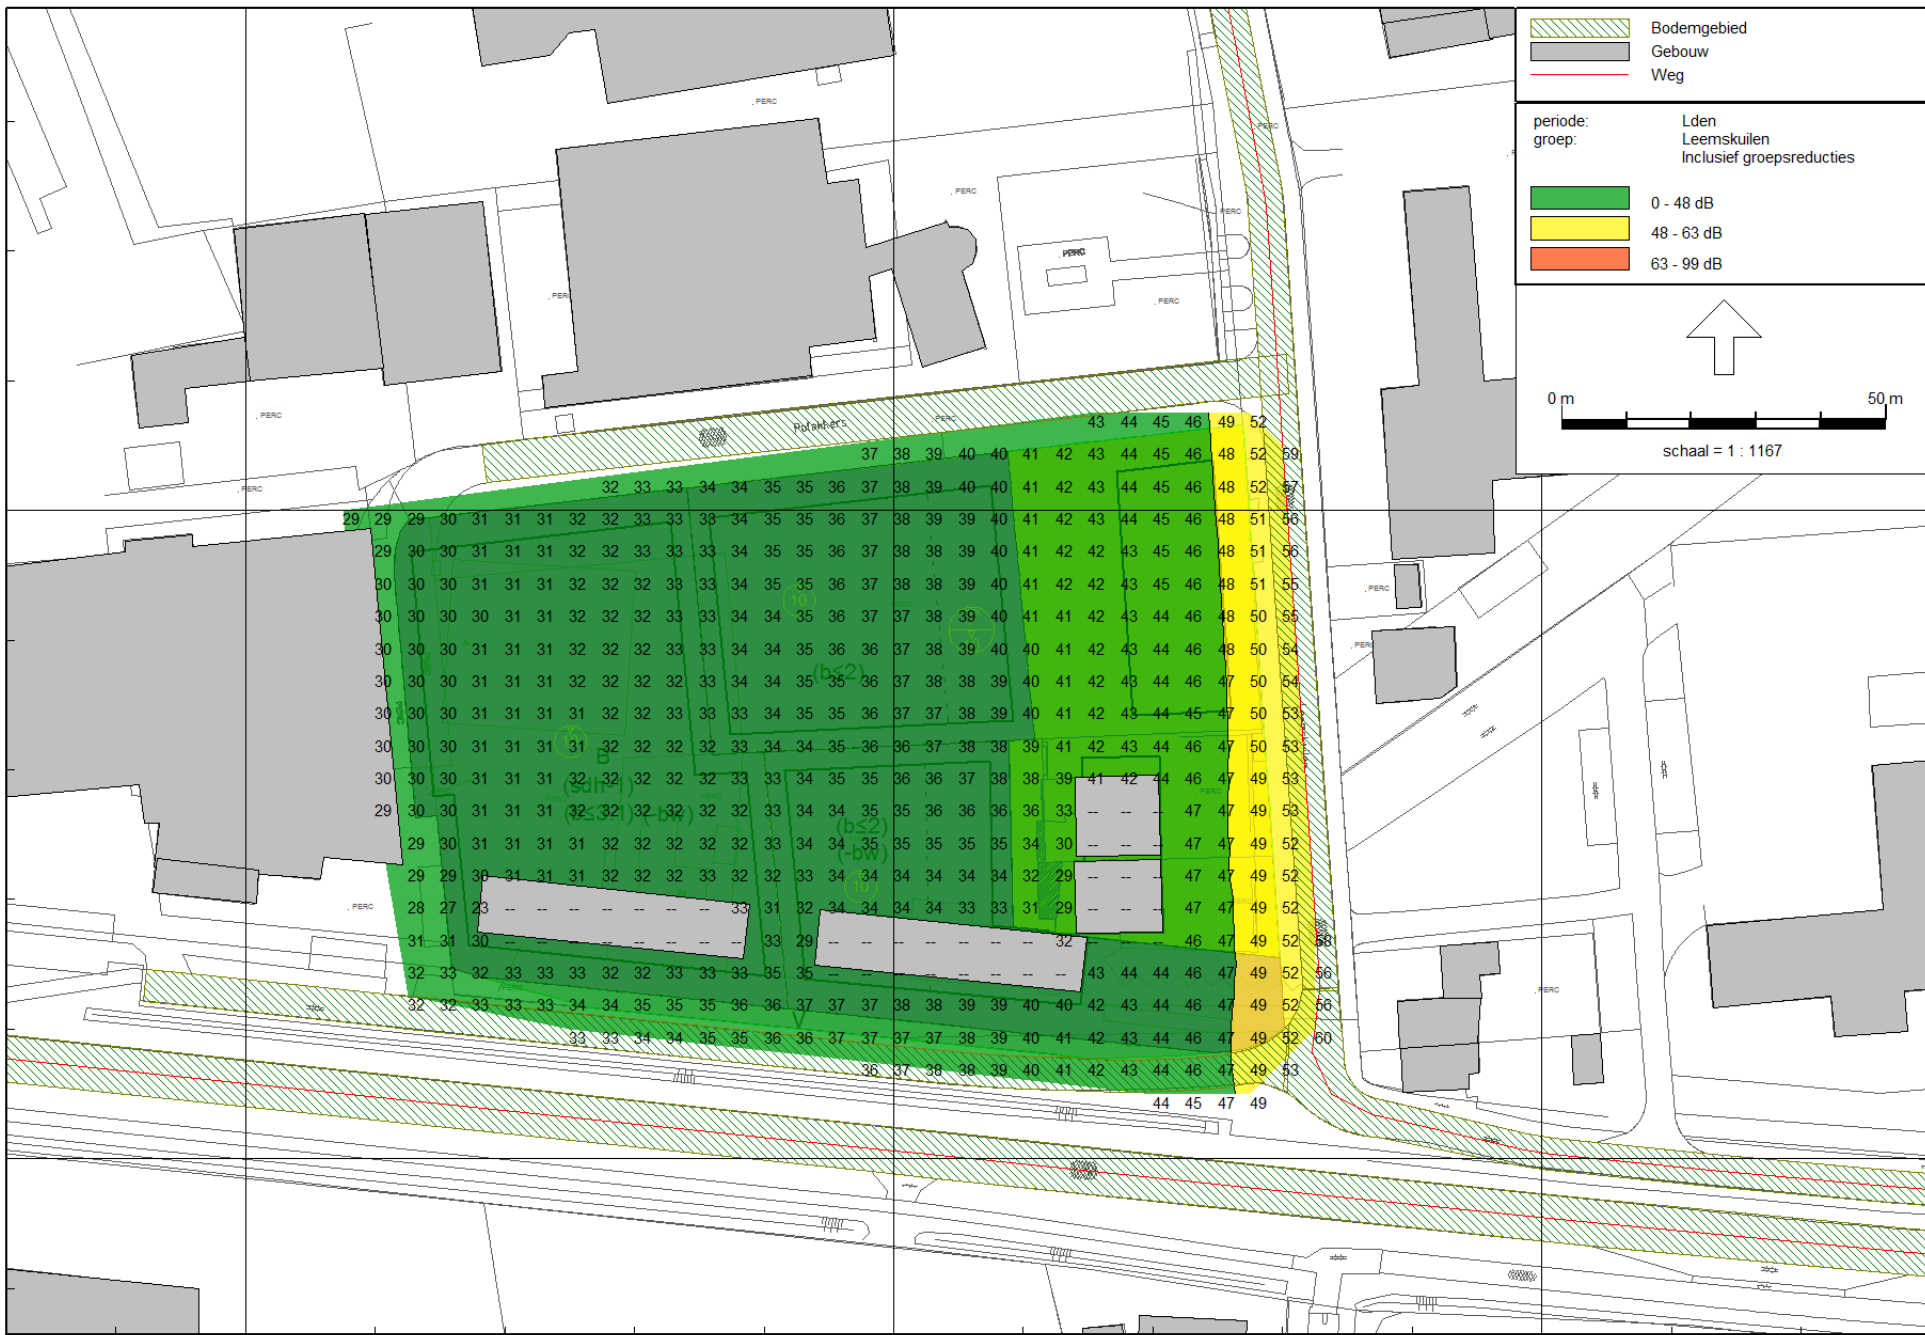 Bodemgebied
Gebouw
Weg
periode: Lden
groep: Leemskuilen
Inclusief groepsreducties
0 - 48 dB
48 - 63 dB
63 - 99 dB
0 m 50 m
schaal = 1 : 1167
PERC
PERC
PERC
PERC
PERC
PERC
PERC
PERC
PERC
PERC
43 44 45 46 49 52
37 38 39 40 40 41 42 43 44 45 46 48 52 59
32 33 33 34 34 35 35 36 37 38 39 40 40 41 42 43 44 45 46 48 52 57
29 29 29 30 31 31 31 32 32 33 33 33 34 35 35 36 37 38 39 39 40 41 42 43 44 45 46 48 51 56
29 30 30 31 31 31 32 32 33 33 33 34 35 35 36 37 38 38 39 40 41 42 42 43 45 46 48 51 56
30 30 30 31 31 31 32 32 32 33 33 34 35 35 36 37 38 38 39 40 41 42 42 43 45 46 48 51 55
10
30 30 30 30 31 31 32 32 32 33 33 34 34 35 36 37 37 38 39 40 41 41 42 43 44 46 48 50 55
30 30 30 31 31 31 32 32 32 33 33 34 34 35 36 36 37 38 39 40 40 41 42 43 44 46 48 50 54
(b≤2)
30 30 30 31 31 31 32 32 32 32 33 34 34 35 35 36 37 38 38 39 40 41 42 43 44 46 47 50 54
30 30 30 31 31 31 31 32 32 33 33 33 34 35 35 36 37 37 38 39 40 41 42 43 44 45 47 50 53
30 30 30 31 31 31 31 32 32 32 32 33 34 34 35 36 36 37 38 38 39 41 42 43 44 46 47 50 53
B
30 30 30 31 31 31 32 32 32 32 32 33 33 34 35 35 36 36 37 38 38 39 41 42 44 46 47 49 53
(sdh-1)
29 30 30 31 31 31 32 32 32 32 32 32 33 34 34 35 35 36 36 36 36 33 -- -- -- 47 47 49 53
(-bw)
(b≤2)
29 30 31 31 31 31 32 32 32 32 32 33 34 34 35 35 35 35 35 34 30 -- -- -- 47 47 49 52
(-bw)
29 29 30 31 31 31 32 32 32 33 32 32 33 34 34 34 34 34 34 32 29 -- -- -- 47 47 49 52
10
28 27 23 -- -- -- -- -- -- -- 33 31 32 34 34 34 34 33 33 31 29 -- -- -- 47 47 49 52
31 31 30 -- -- -- -- -- -- -- -- 33 29 -- -- -- -- -- -- -- 32 -- -- -- 46 47 49 52 58
32 33 32 33 33 33 32 32 33 33 33 35 35 -- -- -- -- -- -- -- -- 43 44 44 46 47 49 52 56
32 32 33 33 33 34 34 35 35 35 36 36 37 37 37 38 38 39 39 40 40 42 43 44 46 47 49 52 56
V
33 33 34 34 35 35 36 36 37 37 37 37 38 39 40 41 42 43 44 46 47 49 52 60
36 37 38 38 39 40 41 42 43 44 45 46 47 49 53
44 45 47 49